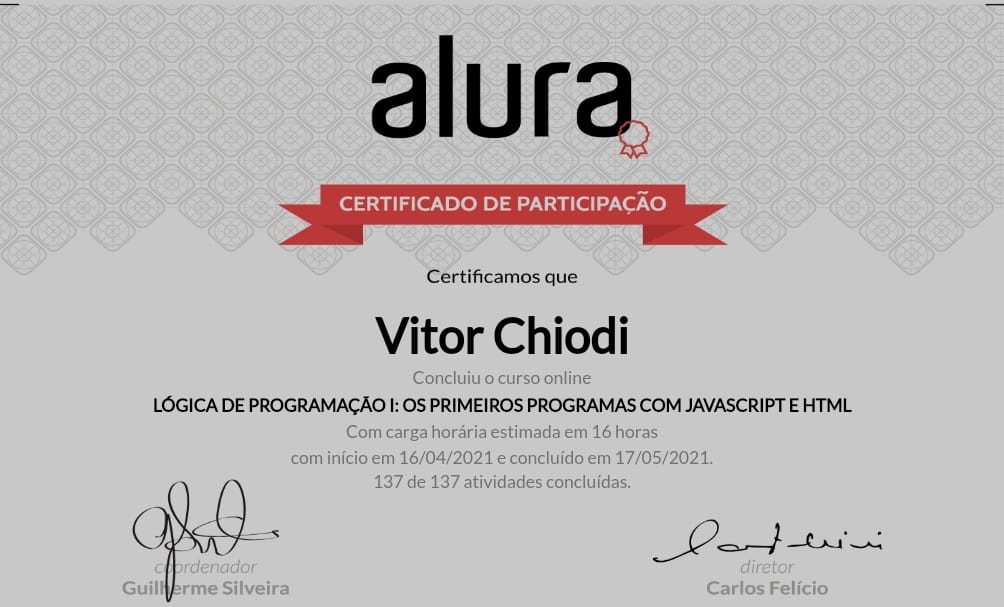 alura
CERTIFICADO DE PARTICIPAÇÃO
Certificamos que
Vitor Chiodi
Concluiu o curso online
LÓGICA DE PROGRAMAÇÃO I: OS PRIMEIROS PROGRAMAS COM JAVASCRIPT E HTML
Com carga horária estimada em 16 horas
com início em 16/04/2021 e concluído em 17/05/2021.
137 de 137 atividades concluídas.
coordenador
Guilherme Silveira
diretor
Carlos Felício